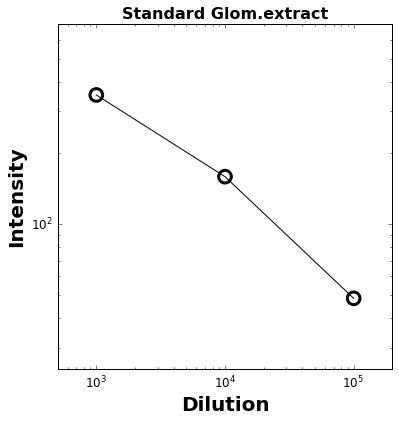 Standard Glom.extract
Intensity
10²
10³ 10⁴ 10⁵
Dilution